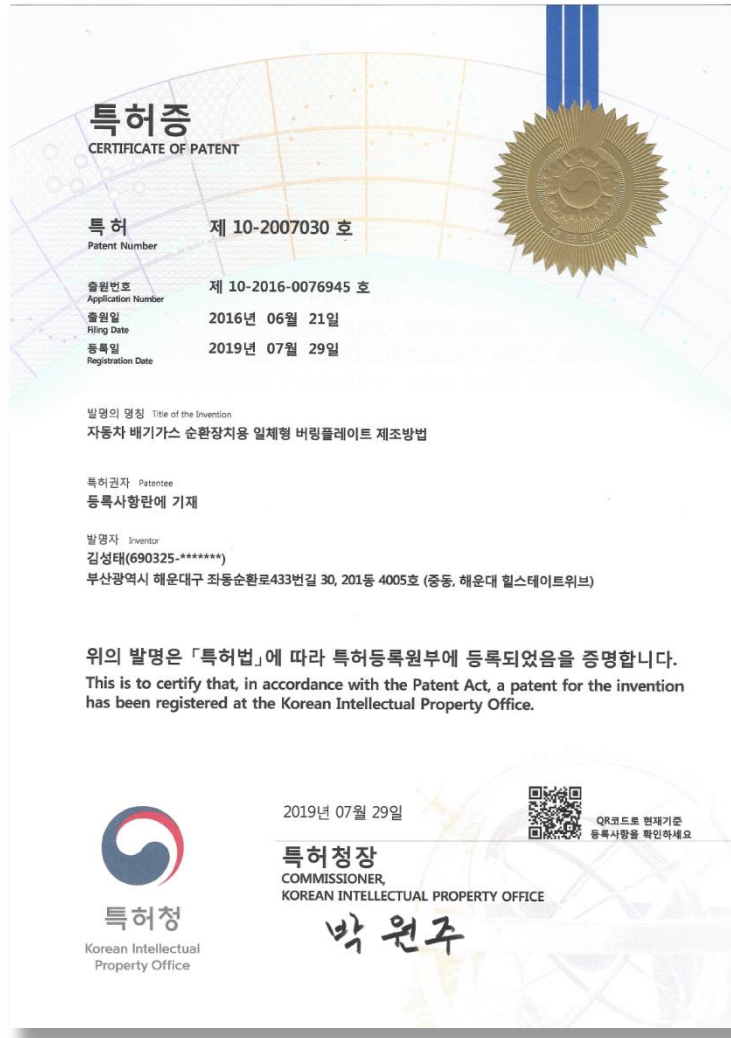 특허증
CERTIFICATE OF PATENT
특 허 제 10-2007030 호
Patent Number
출원번호 제 10-2016-0076945 호
Application Number
출원일 2016년 06월 21일
Filing Date
등록일 2019년 07월 29일
Registration Date
발명의 명칭 Title of the Invention
자동차 배기가스 순환장치용 일체형 버링플레이트 제조방법
특허권자 Patentee
등록사항란에 기재
발명자 Inventor
김성태(690325-*******)
부산광역시 해운대구 좌동순환로433번길 30, 201동 4005호 (중동, 해운대 힐스테이트위브)
위의 발명은 「특허법」에 따라 특허등록원부에 등록되었음을 증명합니다.
This is to certify that, in accordance with the Patent Act, a patent for the invention
has been registered at the Korean Intellectual Property Office.
2019년 07월 29일
QR코드로 현재기준
등록사항을 확인하세요
특허청장
COMMISSIONER,
KOREAN INTELLECTUAL PROPERTY OFFICE
박원주
특허청
Korean Intellectual
Property Office
대한민국